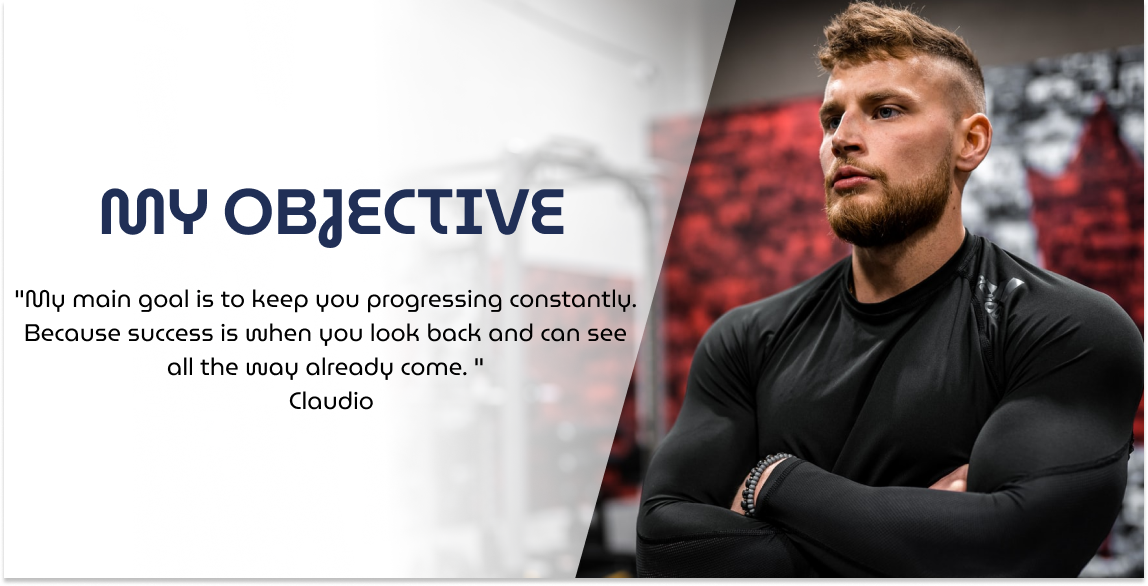 MY OBJECTIVE
"My main goal is to keep you progressing constantly.
Because success is when you look back and can see
all the way already come. "
Claudio